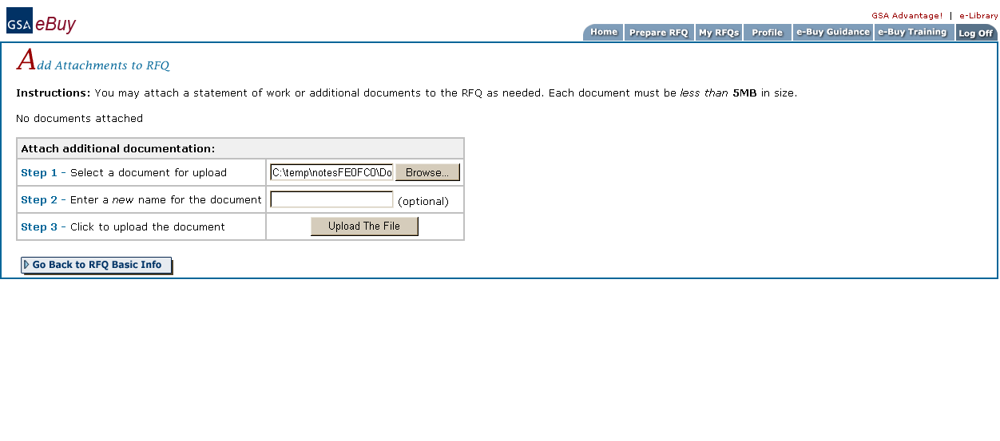 GSA eBuy
GSA Advantage! | e-Library
Home Prepare RFQ My RFQs Profile e-Buy Guidance e-Buy Training Log Off
Add Attachments to RFQ
Instructions: You may attach a statement of work or additional documents to the RFQ as needed. Each document must be less than 5MB in size.
No documents attached
Attach additional documentation:
Step 1 - Select a document for upload C:\temp\notesFE0FC0\Do Browse...
Step 2 - Enter a new name for the document (optional)
Step 3 - Click to upload the document Upload The File
Go Back to RFQ Basic Info